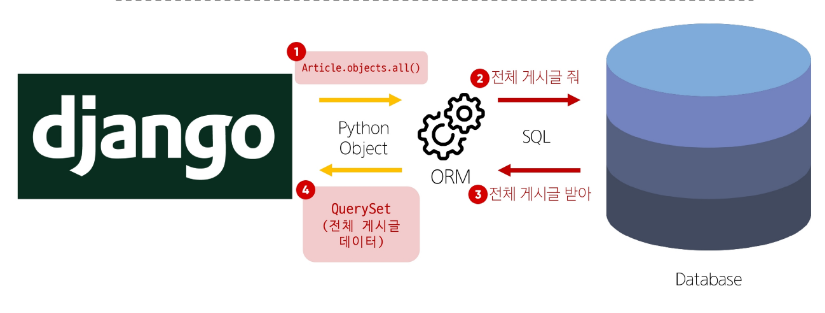 1
Article.objects.all()
2 전체 게시글 줘
django
Python
Object
ORM
SQL
3 전체 게시글 받아
4
QuerySet
(전체 게시글
데이터)
Database